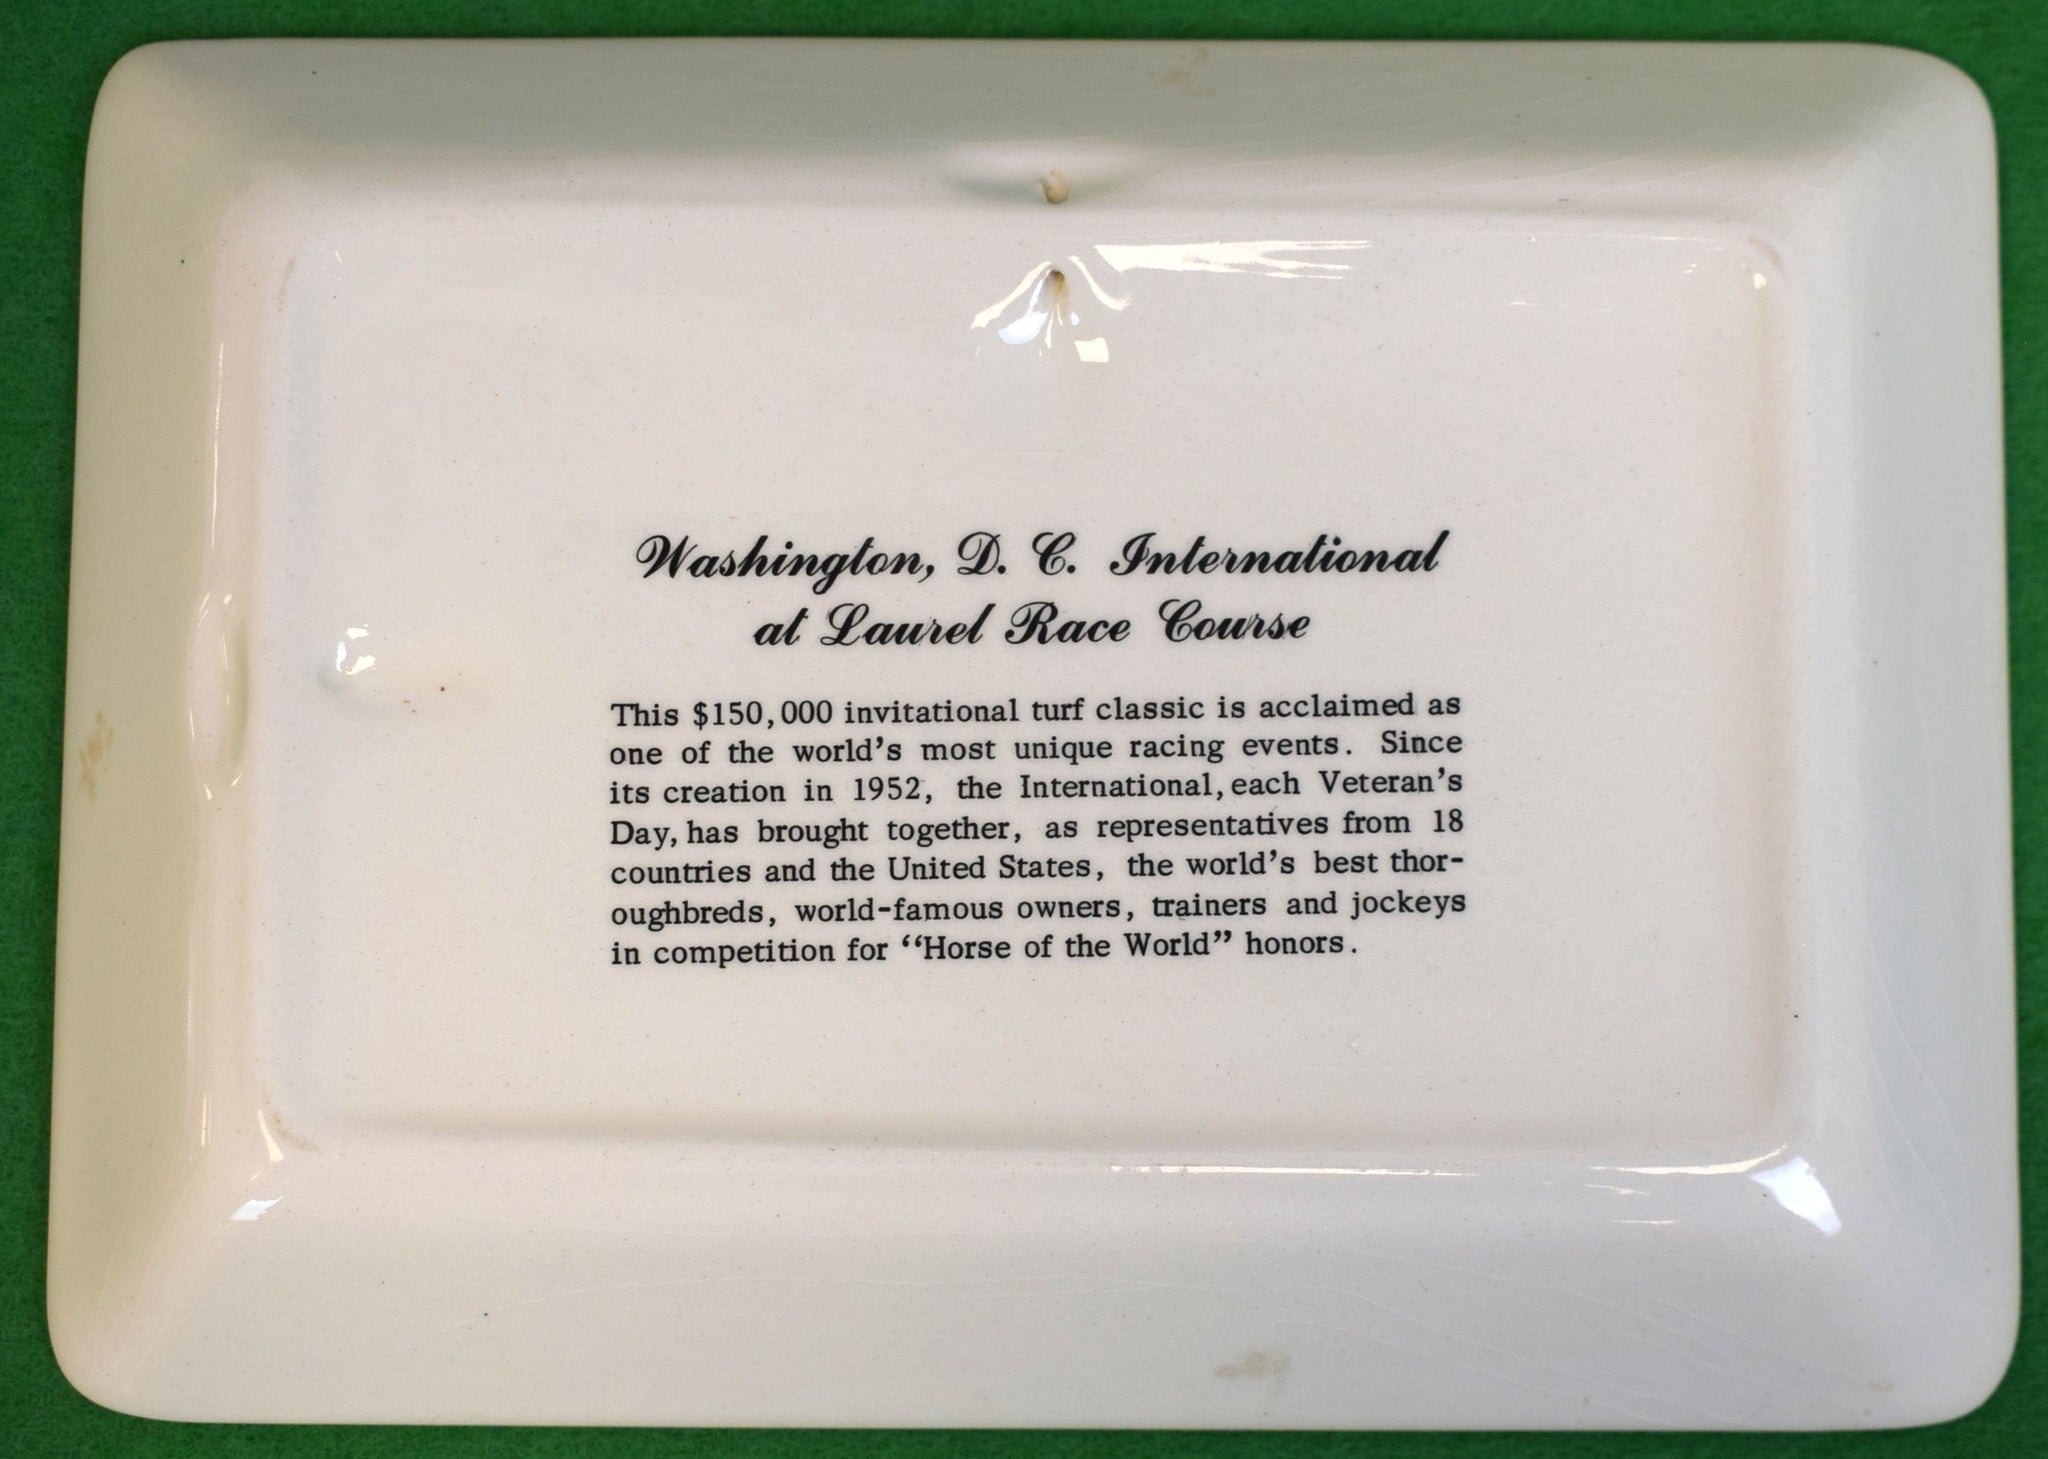 Washington, D. C. International
at Laurel Race Course
This $150,000 invitational turf classic is acclaimed as
one of the world's most unique racing events. Since
its creation in 1952, the International, each Veteran's
Day, has brought together, as representatives from 18
countries and the United States, the world's best thor-
oughbreds, world-famous owners, trainers and jockeys
in competition for “Horse of the World” honors.